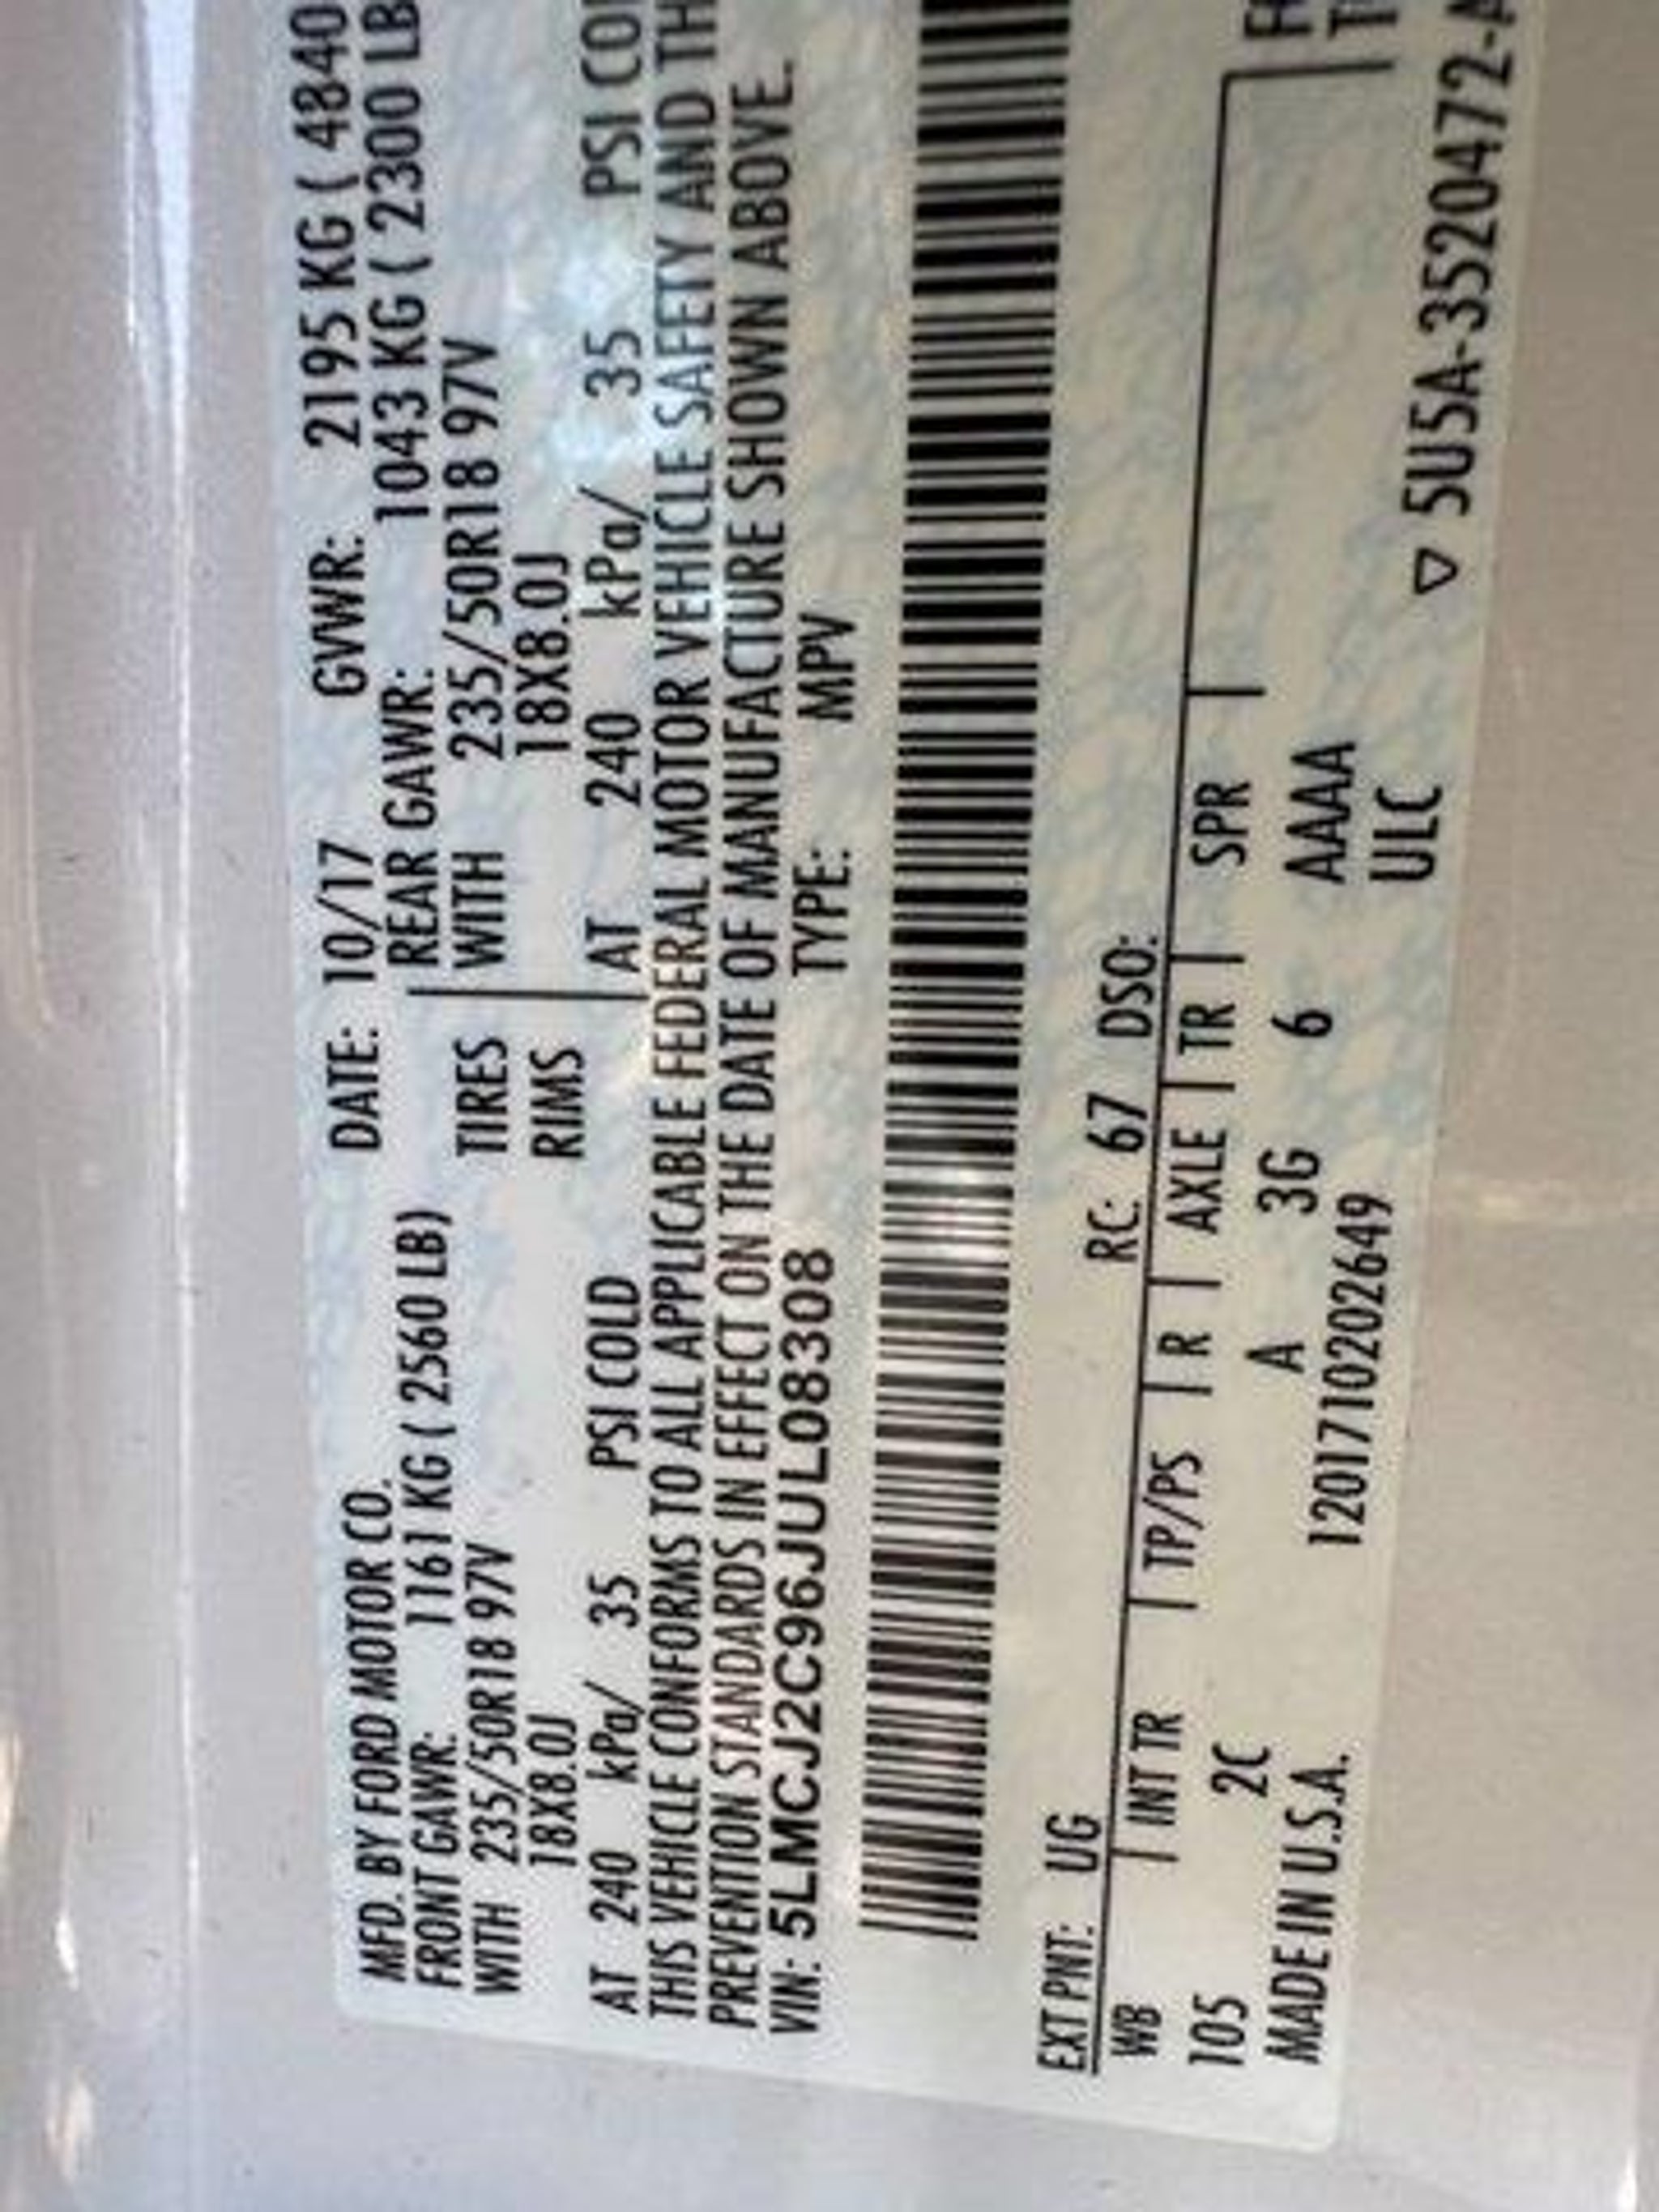 MFD. BY FORD MOTOR CO. DATE: 10/17 GVWR: 2195 KG ( 4840
FRONT GAWR: 1161 KG ( 2560 LB) REAR GAWR: 1043 KG ( 2300 LB
WITH 235/50R18 97V TIRES WITH 235/50R18 97V
18X8.0J RIMS 18X8.0J
AT 240 kPa/ 35 PSI COLD AT 240 kPa/ 35 PSI COL
THIS VEHICLE CONFORMS TO ALL APPLICABLE FEDERAL MOTOR VEHICLE SAFETY AND TH
PREVENTION STANDARDS IN EFFECT ON THE DATE OF MANUFACTURE SHOWN ABOVE.
VIN: 5LMCJ2C96JUL08308 TYPE: MPV
EXT PNT: UG RC: 67 DSO:
WB | INT TR | TP/PS | R | AXLE | TR | SPR |
105 2C A 3G 6 AAAA
MADE IN U.S.A. 1201710202649 ULC
▽ 5U5A-3520472-A